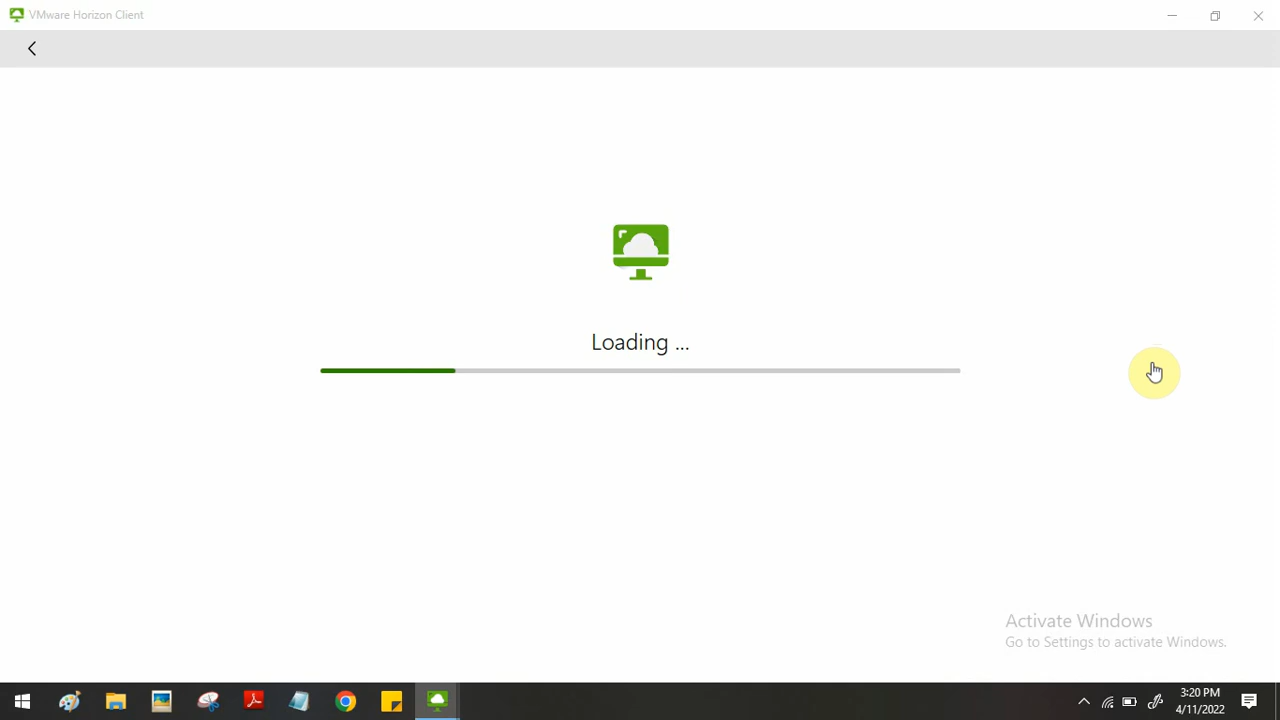 VMware Horizon Client
Loading ...
Activate Windows
Go to Settings to activate Windows.
3:20 PM
4/11/2022